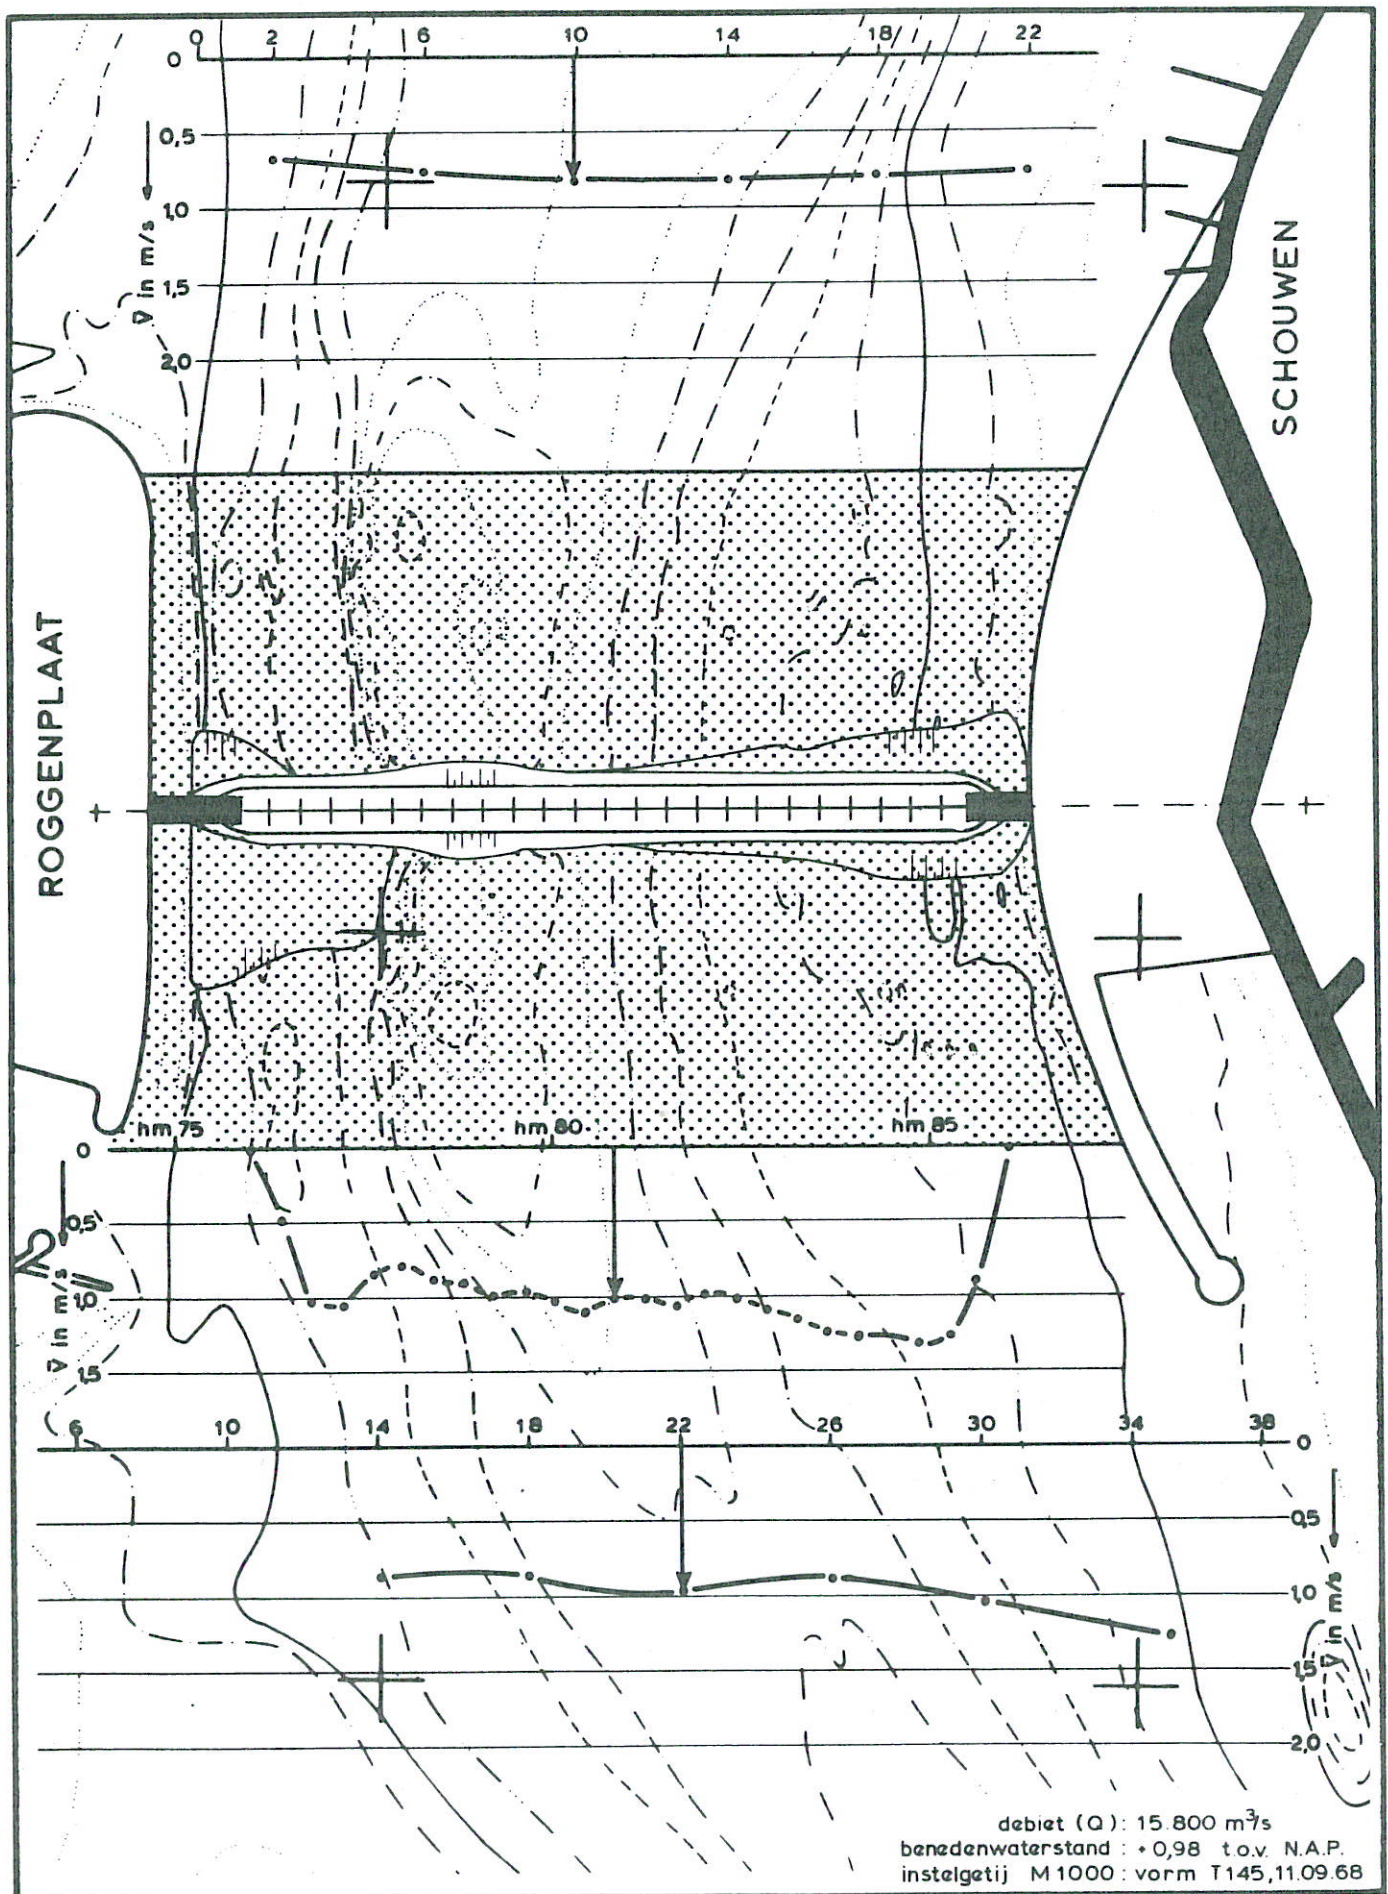 0 2 6 10 14 18 22
0
0,5
1,0
1,5
2,0
v̄ in m/s
SCHOUWEN
ROGGENPLAAT
hm 75 hm 80 hm 85
0
0,5
1,0
1,5
v̄ in m/s
6 10 14 18 22 26 30 34 38
0
0,5
1,0
1,5
2,0
v̄ in m/s
debiet (Q): 15.800 m³/s
benedenwaterstand : +0,98 t.o.v. N.A.P.
instelgetij M 1000 : vorm T 145, 11.09.68